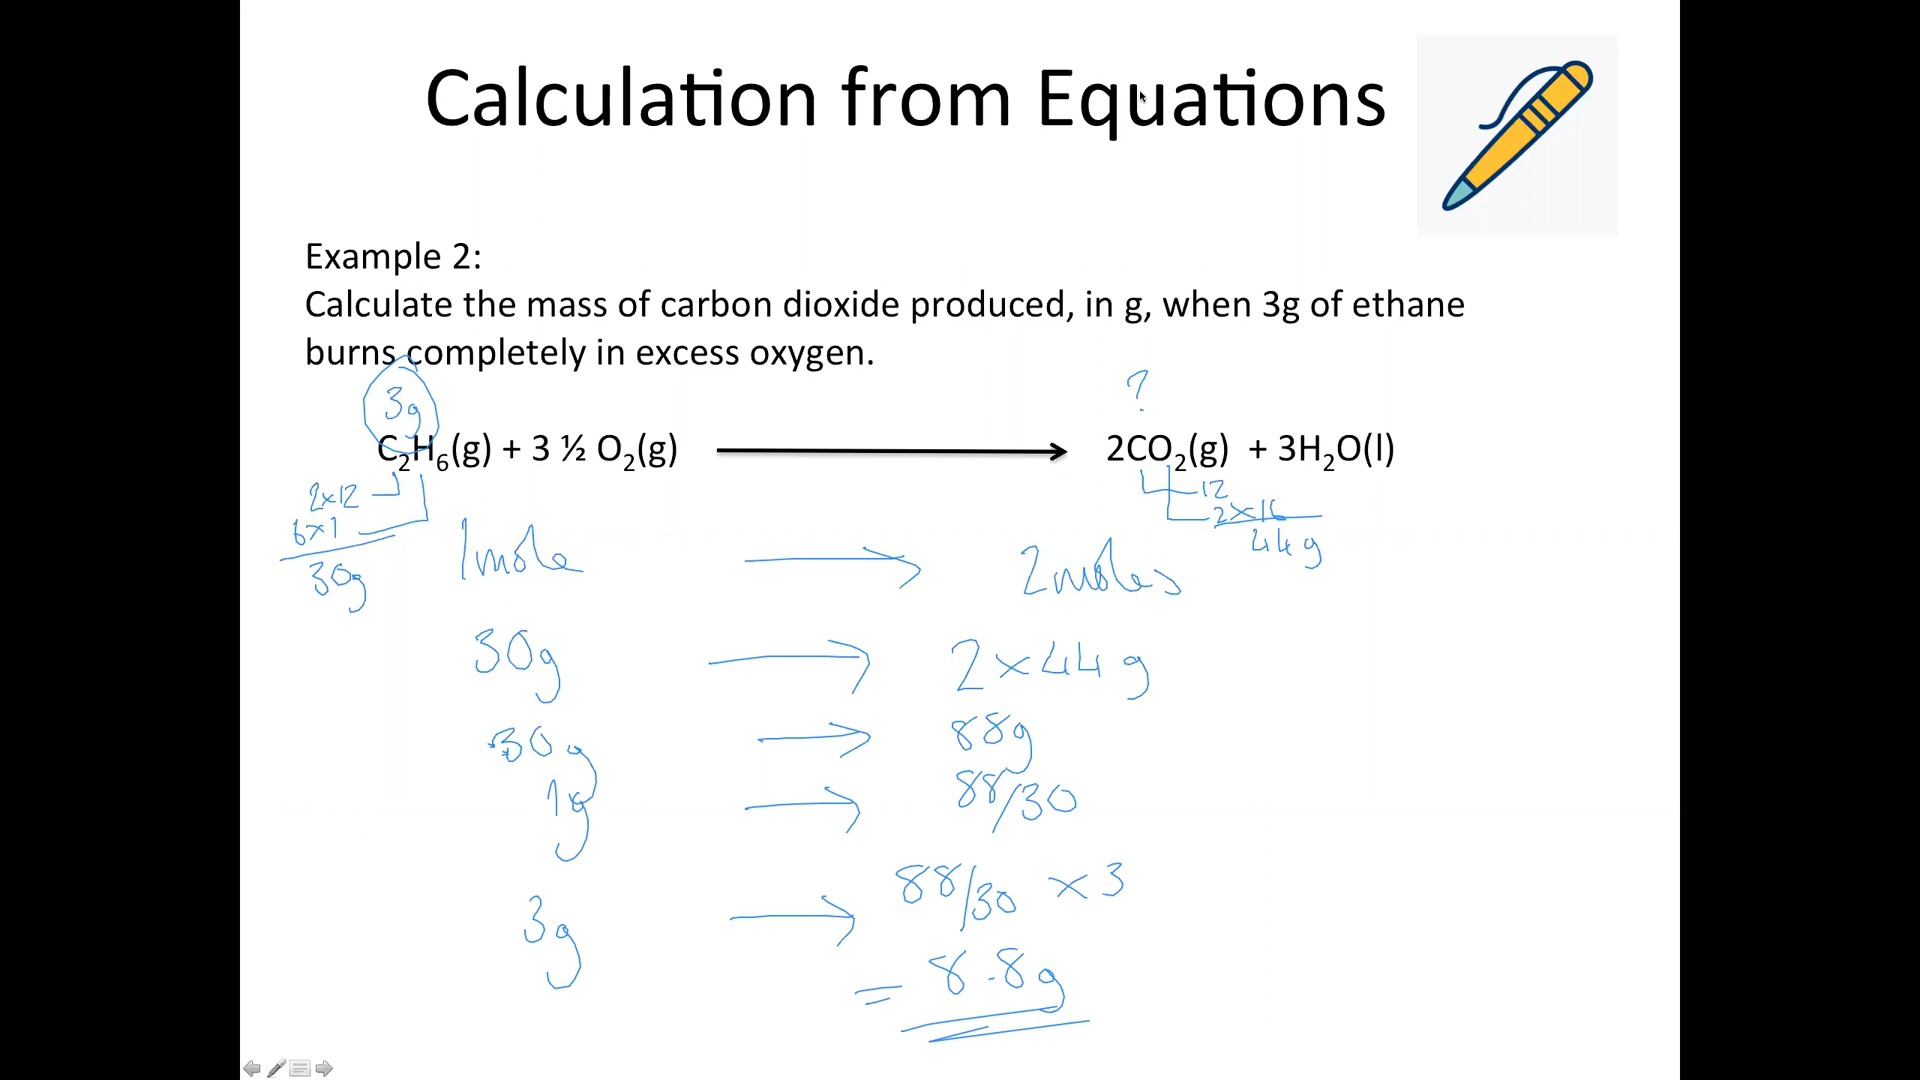 Calculation from Equations
Example 2:
Calculate the mass of carbon dioxide produced, in g, when 3g of ethane
burns completely in excess oxygen.
3g
?
C₂H₆(g) + 3 ½ O₂(g) ⟶ 2CO₂(g) + 3H₂O(l)
2x12
12
6x1
2x16
30g
44g
1mole → 2moles
30g → 2 x 44 g
30g → 88g
1g → 88/30
3g → 88/30 x 3
= 8.8g